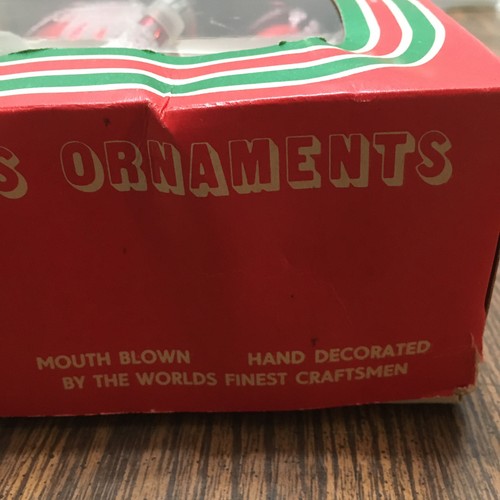 S ORNAMENTS
MOUTH BLOWN HAND DECORATED
BY THE WORLDS FINEST CRAFTSMEN